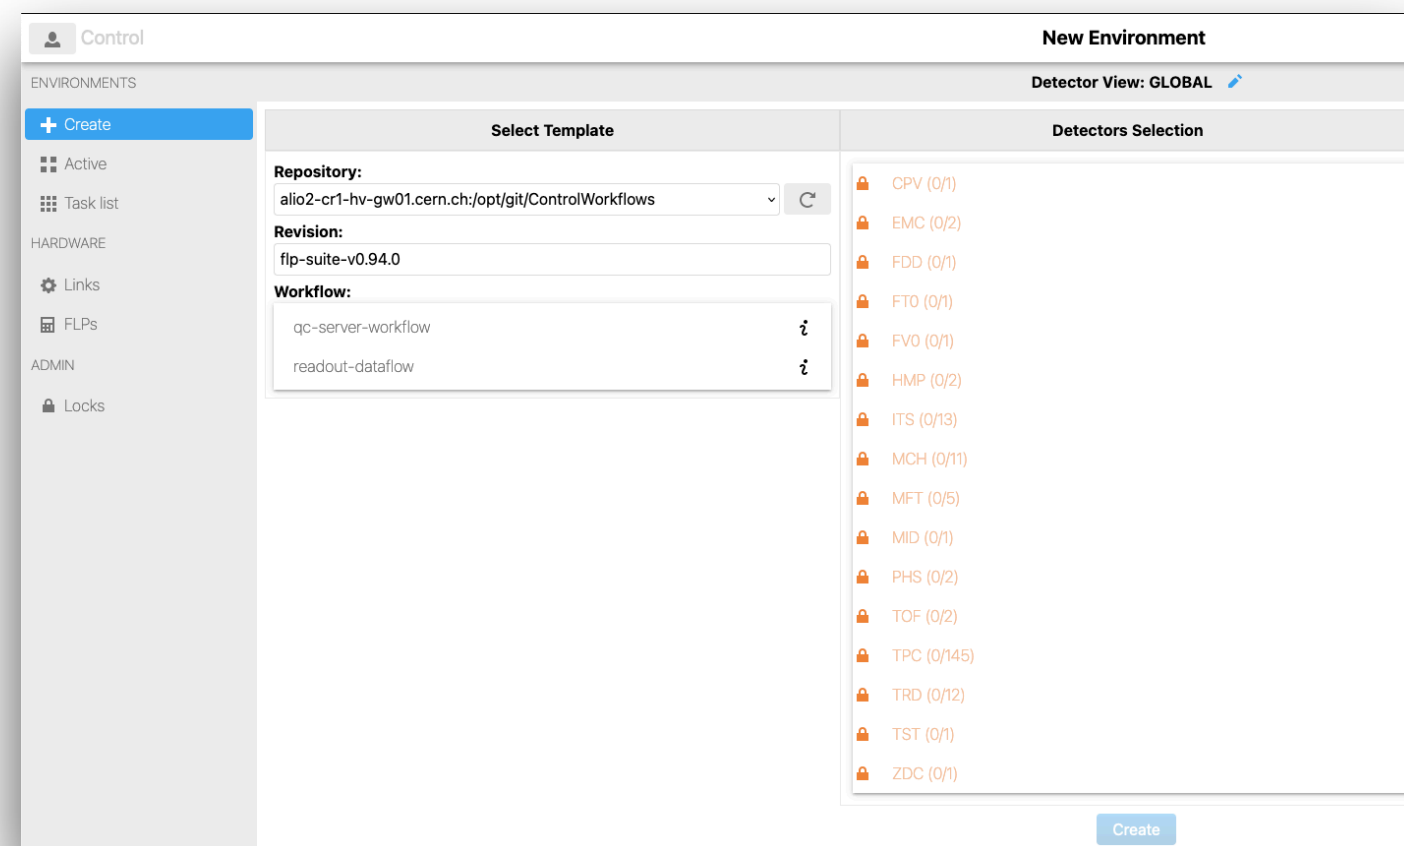 Control
New Environment
ENVIRONMENTS
Detector View: GLOBAL
Create
Active
Task list
HARDWARE
Links
FLPs
ADMIN
Locks
Select Template
Repository:
alio2-cr1-hv-gw01.cern.ch:/opt/git/ControlWorkflows
Revision:
flp-suite-v0.94.0
Workflow:
qc-server-workflow
readout-dataflow
Detectors Selection
CPV (0/1)
EMC (0/2)
FDD (0/1)
FT0 (0/1)
FV0 (0/1)
HMP (0/2)
ITS (0/13)
MCH (0/11)
MFT (0/5)
MID (0/1)
PHS (0/2)
TOF (0/2)
TPC (0/145)
TRD (0/12)
TST (0/1)
ZDC (0/1)
Create